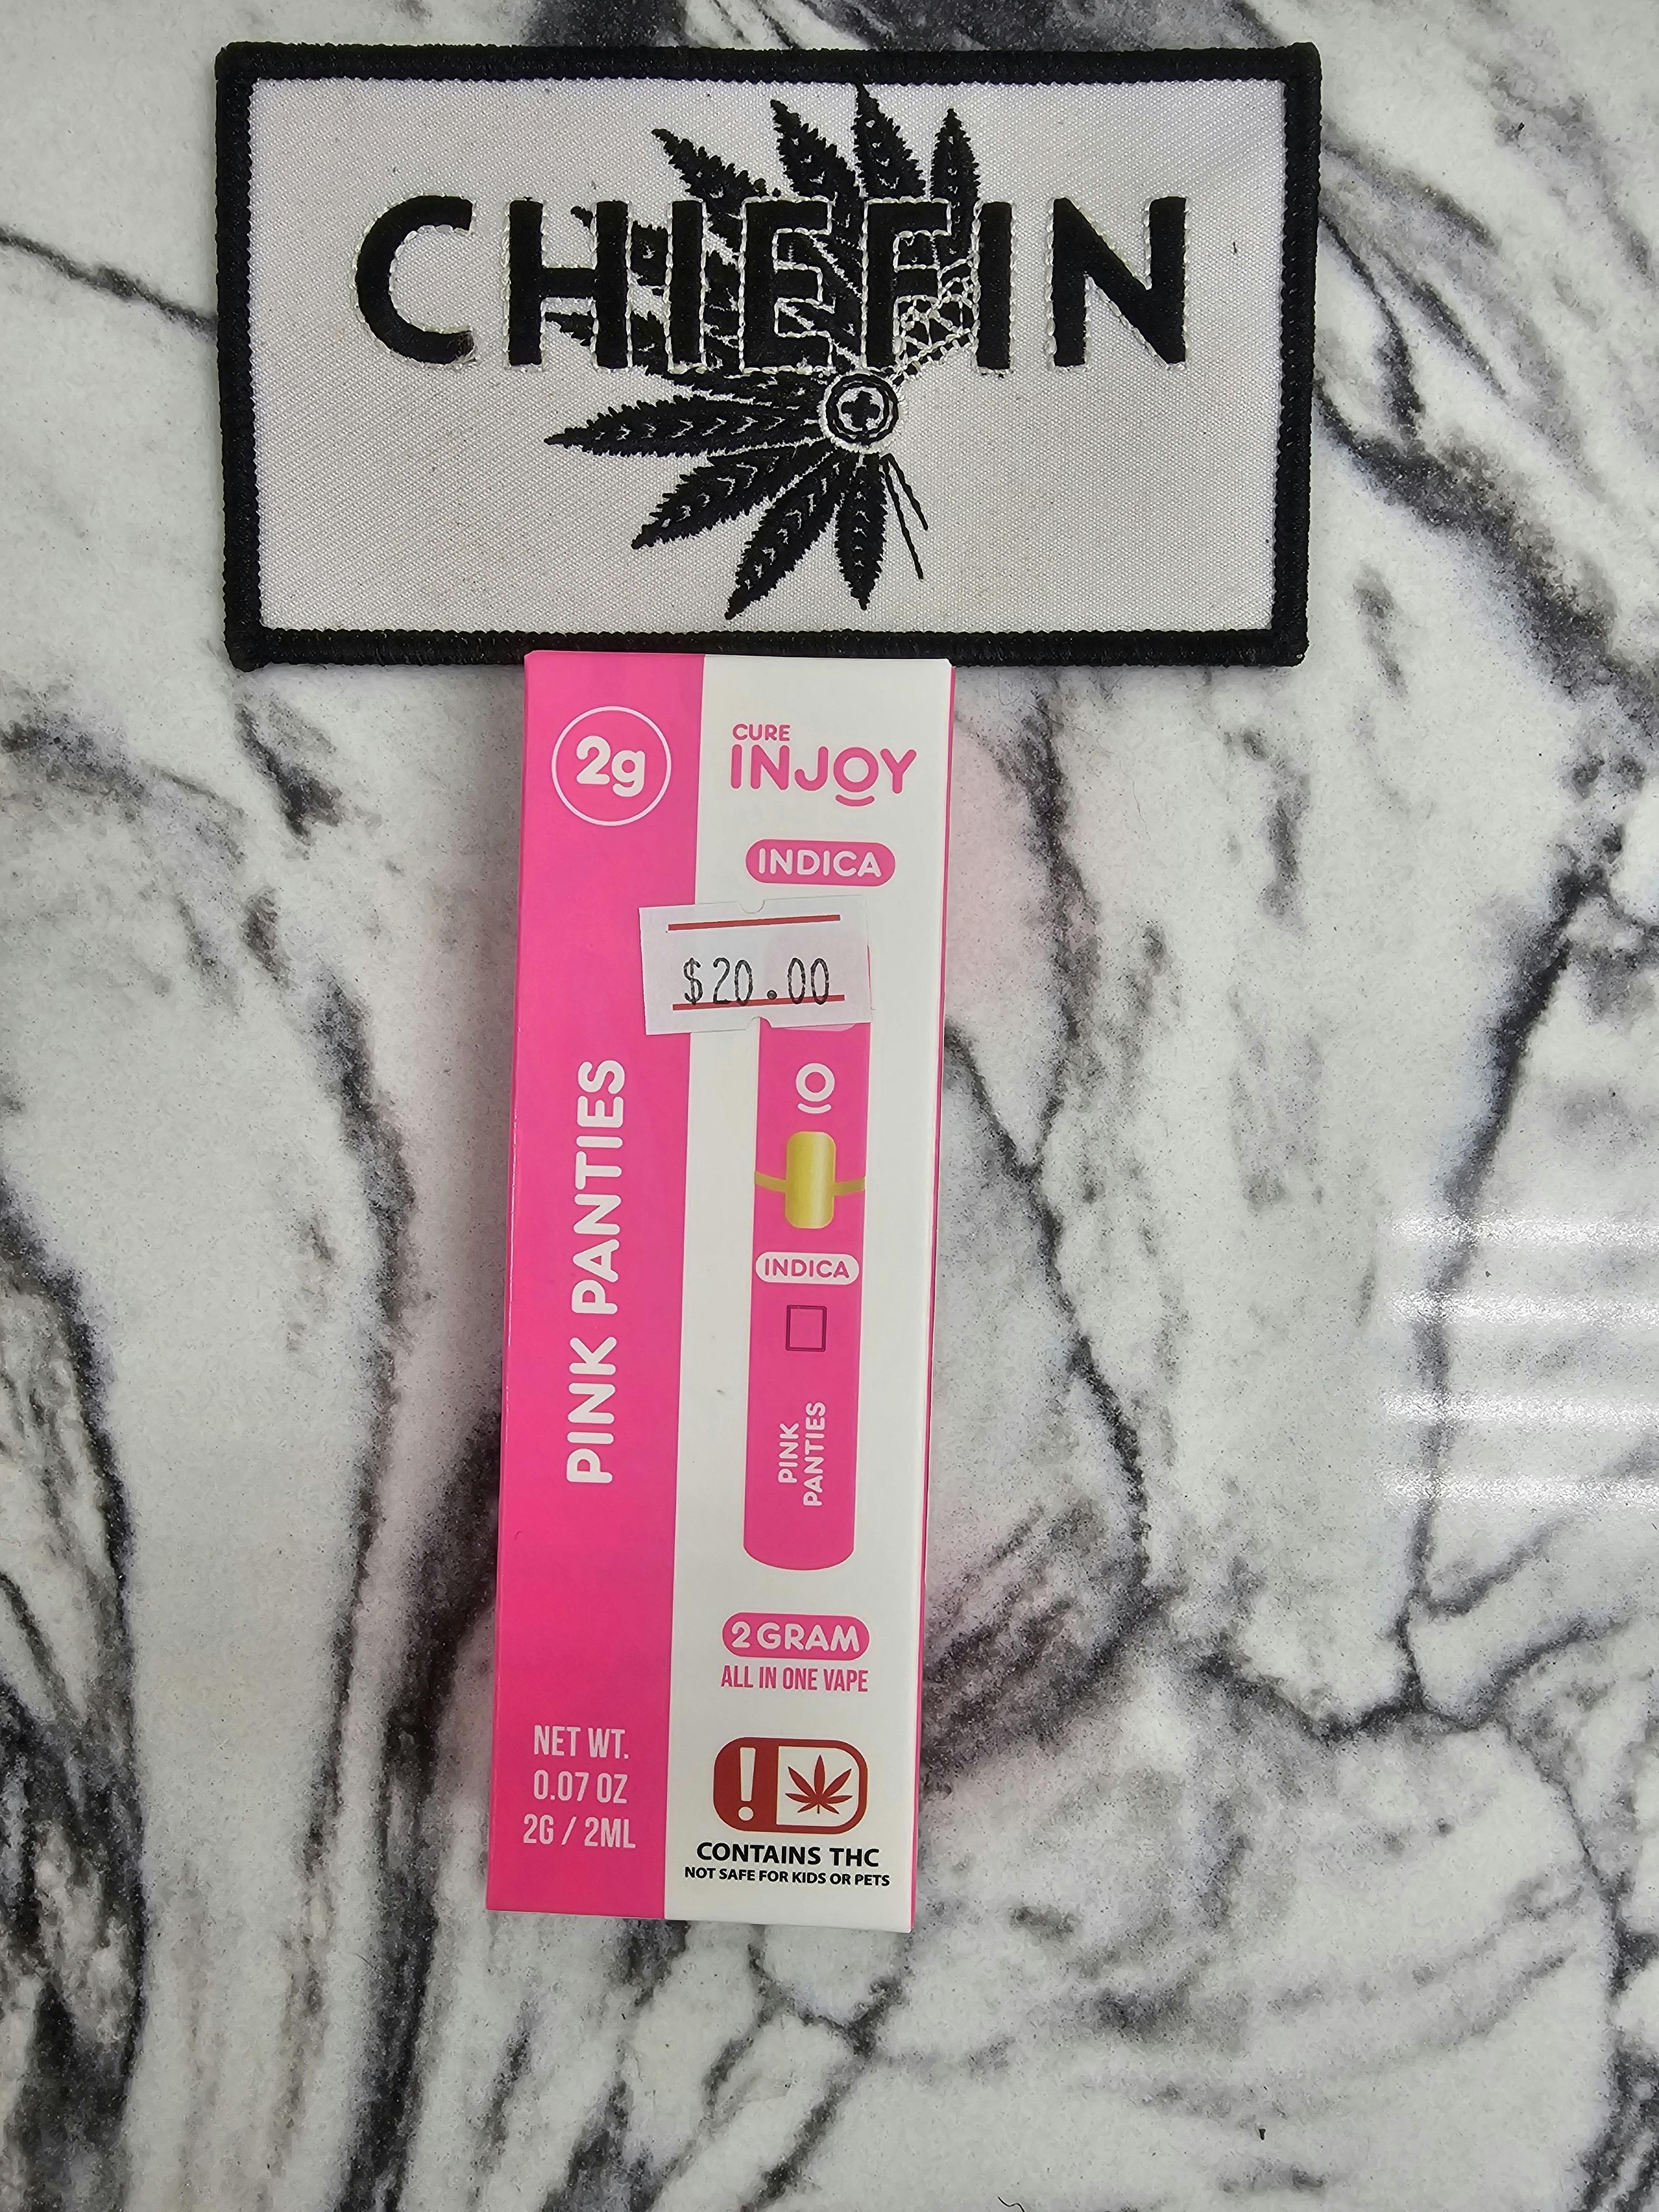 CHIEFIN
2g
PINK PANTIES
NET WT.
0.07 OZ
2G / 2ML
CURE
INJOY
INDICA
$20.00
INDICA
PINK
PANTIES
2 GRAM
ALL IN ONE VAPE
!
CONTAINS THC
NOT SAFE FOR KIDS OR PETS